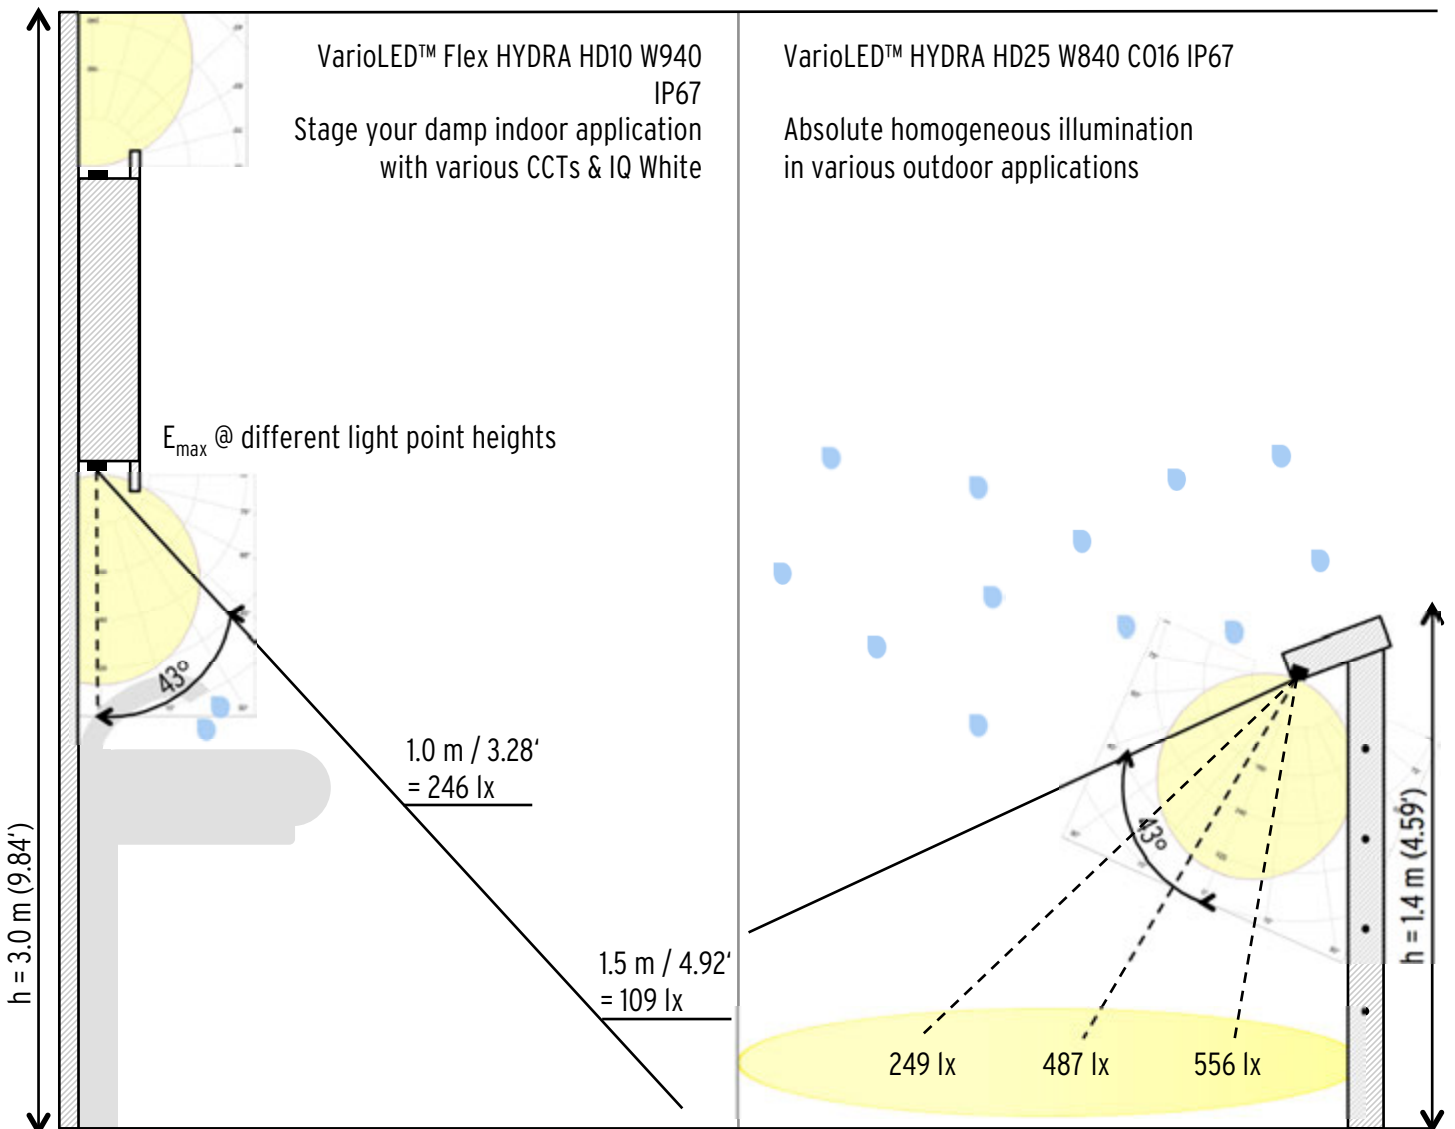 VarioLED™ Flex HYDRA HD10 W940
IP67
Stage your damp indoor application
with various CCTs & IQ White
VarioLED™ HYDRA HD25 W840 CO16 IP67
Absolute homogeneous illumination
in various outdoor applications
Emax @ different light point heights
43°
1.0 m / 3.28'
= 246 lx
1.5 m / 4.92'
= 109 lx
h = 3.0 m (9.84')
43°
249 lx
487 lx
556 lx
h = 1.4 m (4.59')